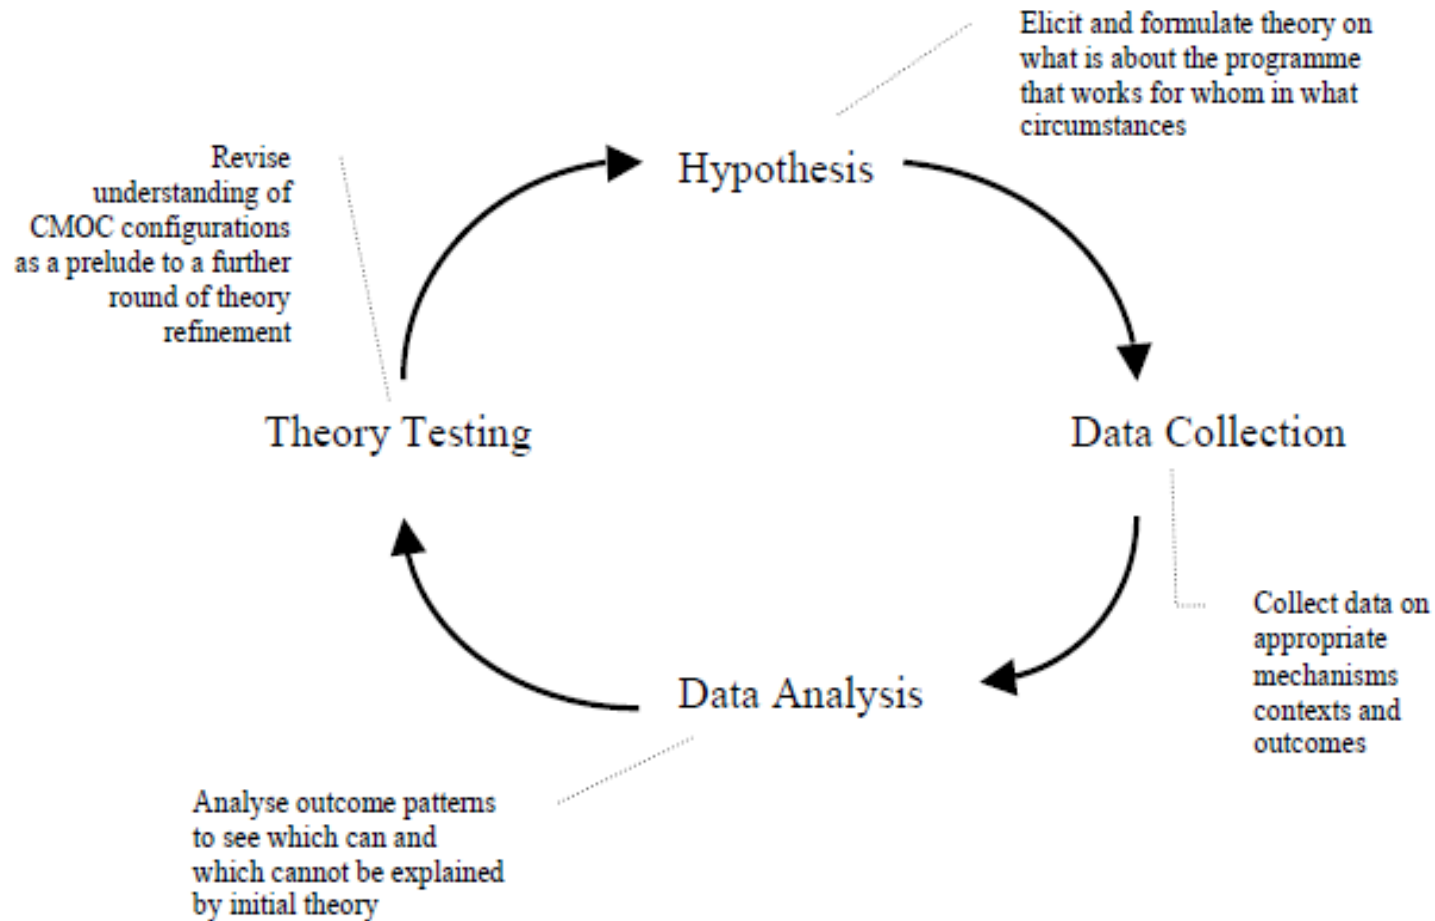 Elicit and formulate theory on
what is about the programme
that works for whom in what
circumstances
Hypothesis
Revise
understanding of
CMOC configurations
as a prelude to a further
round of theory
refinement
Theory Testing
Data Collection
Collect data on
appropriate
mechanisms
contexts and
outcomes
Data Analysis
Analyse outcome patterns
to see which can and
which cannot be explained
by initial theory